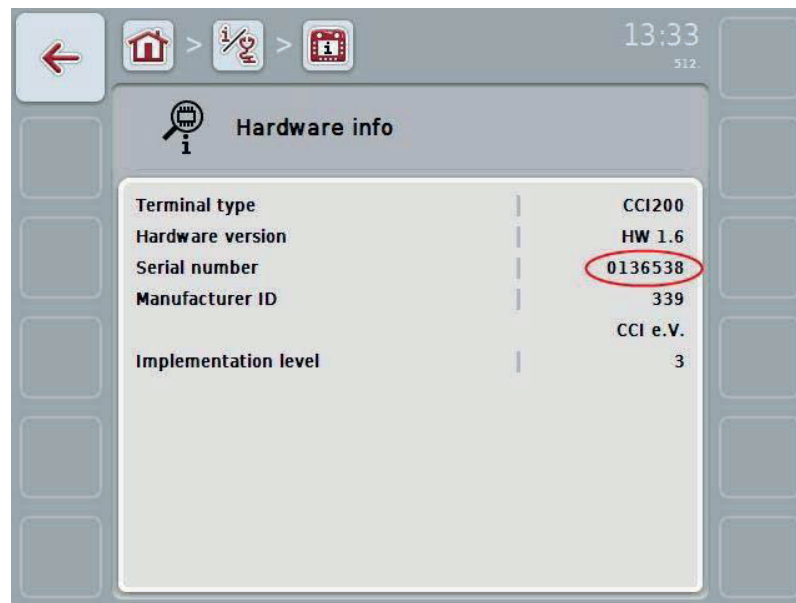 > i/ > i
13:33
512.
i Hardware info
Terminal type | CCI200
Hardware version | HW 1.6
Serial number | 0136538
Manufacturer ID | 339
CCI e.V.
Implementation level | 3